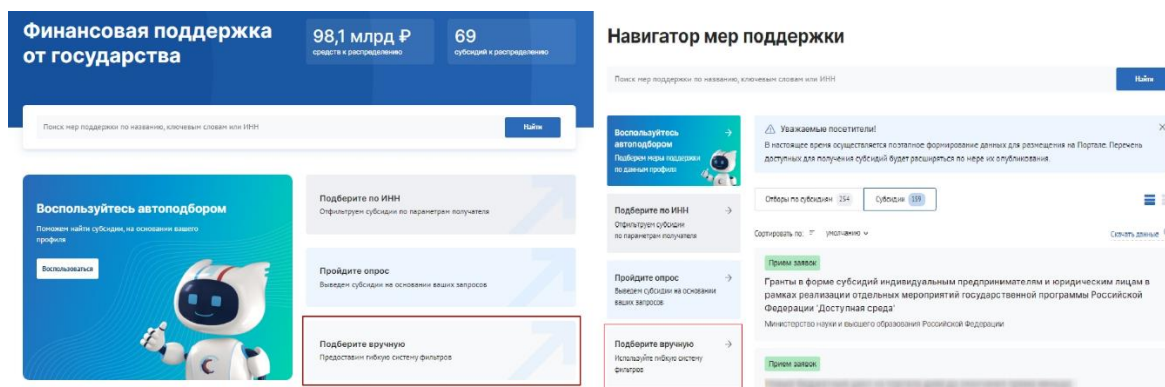 Финансовая поддержка
от государства
98,1 млрд ₽
средств к распределению
69
субсидий к распределению
Поиск мер поддержки по названию, ключевым словам или ИНН
Найти
Воспользуйтесь автоподбором
Поможем найти субсидии, на основании вашего
профиля
Воспользоваться
Подберите по ИНН
Отфильтруем субсидии по параметрам получателя
Пройдите опрос
Выведем субсидии на основании ваших запросов
Подберите вручную
Предоставим гибкую систему фильтров
C
Навигатор мер поддержки
Поиск мер поддержки по названию, ключевым словам или ИНН
Найти
Воспользуйтесь
автоподбором
Подберем меры поддержки
по данным профиля
Подберите по ИНН
Отфильтруем субсидии
по параметрам получателя
Пройдите опрос
Выведем субсидии на основании
ваших запросов
Подберите вручную
Используйте гибкую систему
фильтров
Уважаемые посетители!
В настоящее время осуществляется поэтапное формирование данных для размещения на Портале. Перечень
доступных для получения субсидий будет расширяться по мере их опубликования.
Отборы по субсидиям 254
Субсидии
Сортировать по: умолчанию
Скачать данные
Прием заявок
Гранты в форме субсидий индивидуальным предпринимателям и юридическим лицам в
рамках реализации отдельных мероприятий государственной программы Российской
Федерации "Доступная среда"
Министерство науки и высшего образования Российской Федерации
Прием заявок